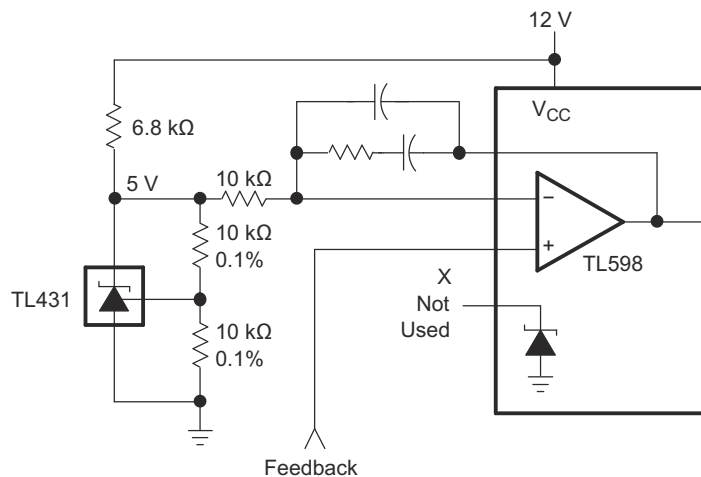 12 V
V_CC
6.8 kΩ
5 V
10 kΩ
10 kΩ
0.1%
TL431
10 kΩ
0.1%
−
+
TL598
X
Not
Used
Feedback